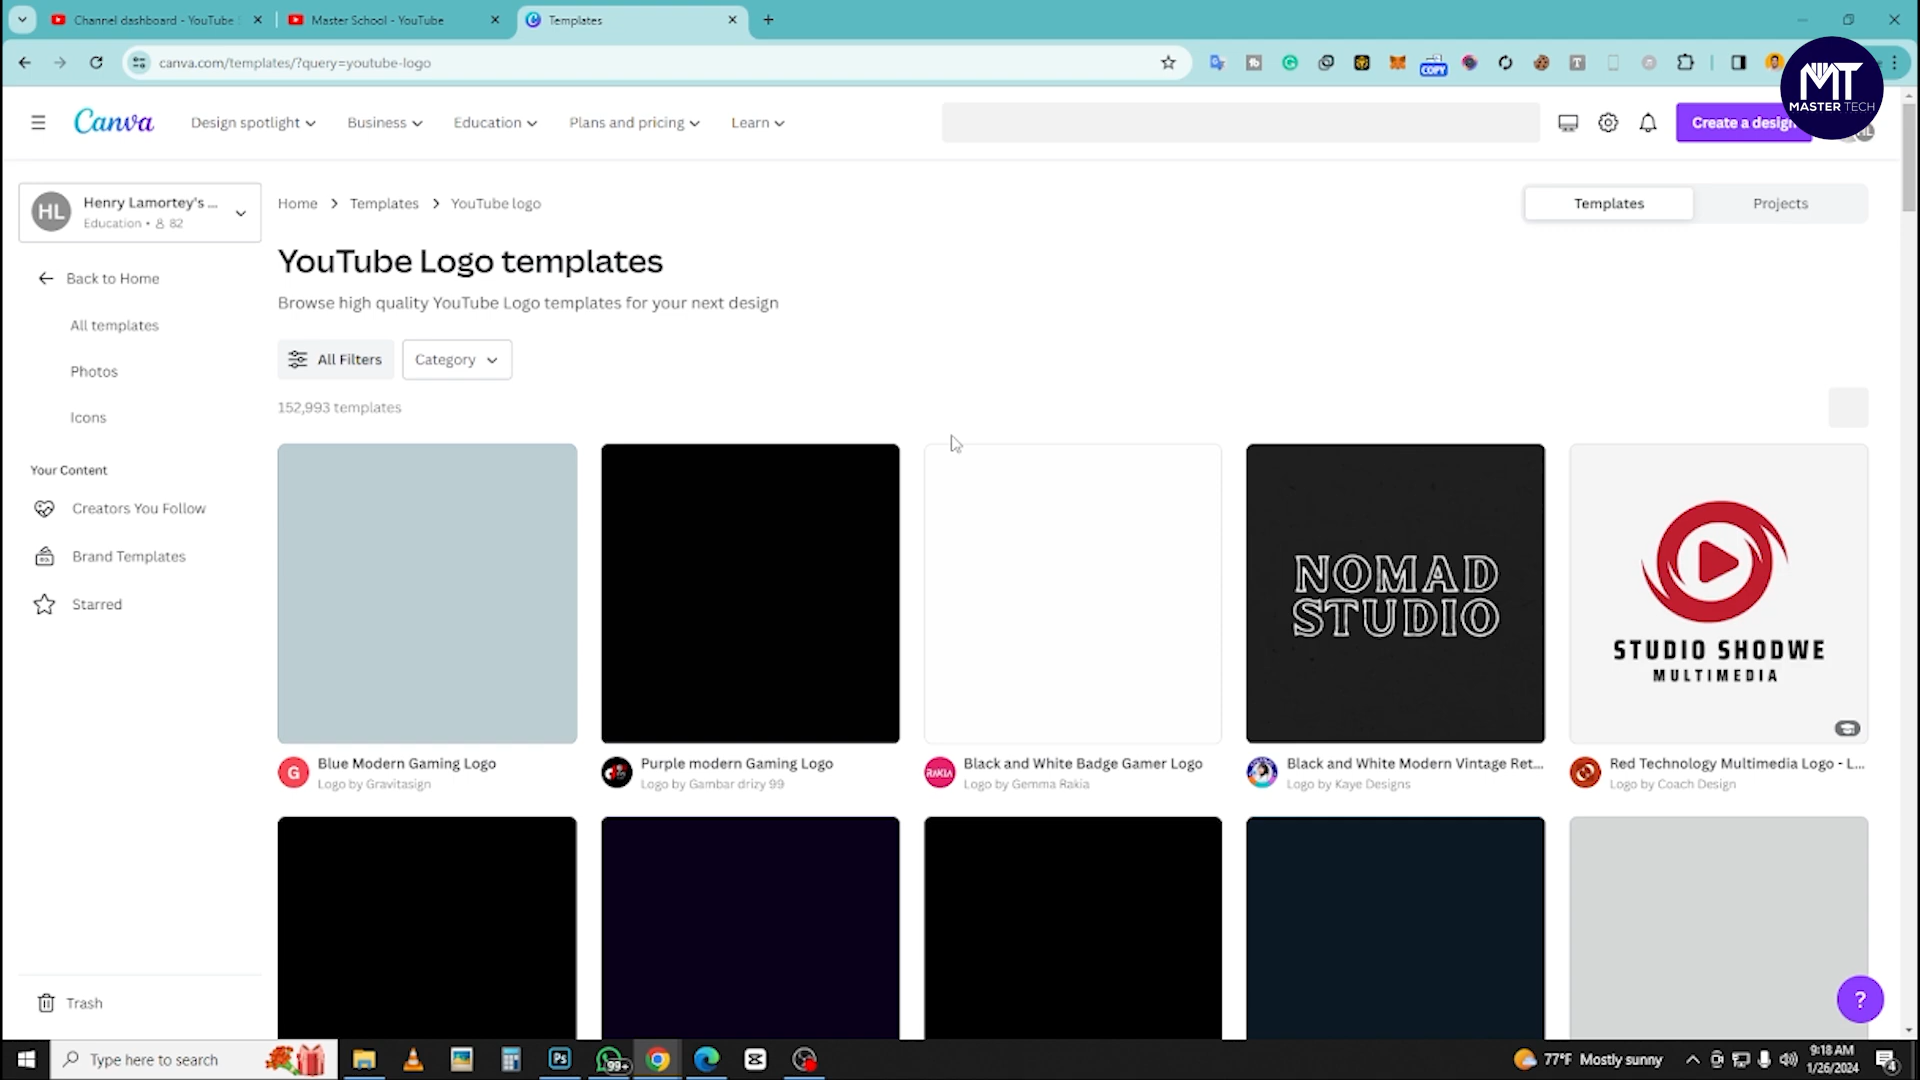 Channel dashboard - YouTube S
Master School - YouTube
Templates
canva.com/templates/?query=youtube-logo
COPY
MT
MASTER TECH
Canva
Design spotlight
Business
Education
Plans and pricing
Learn
Create a design
HL
HL
Henry Lamortey's ...
Education • 82
Home
Templates
YouTube logo
Templates
Projects
Back to Home
All templates
Photos
Icons
Your Content
Creators You Follow
Brand Templates
Starred
Trash
YouTube Logo templates
Browse high quality YouTube Logo templates for your next design
All Filters
Category
152,993 templates
NOMAD
STUDIO
STUDIO SHODWE
MULTIMEDIA
G
Blue Modern Gaming Logo
Logo by Gravitasign
Purple modern Gaming Logo
Logo by Gambar drizy 99
RAKIA
Black and White Badge Gamer Logo
Logo by Gemma Rakia
Black and White Modern Vintage Ret...
Logo by Kaye Designs
Red Technology Multimedia Logo - L...
Logo by Coach Design
?
Type here to search
Ps
99+
77°F Mostly sunny
9:18 AM
1/26/2024
4